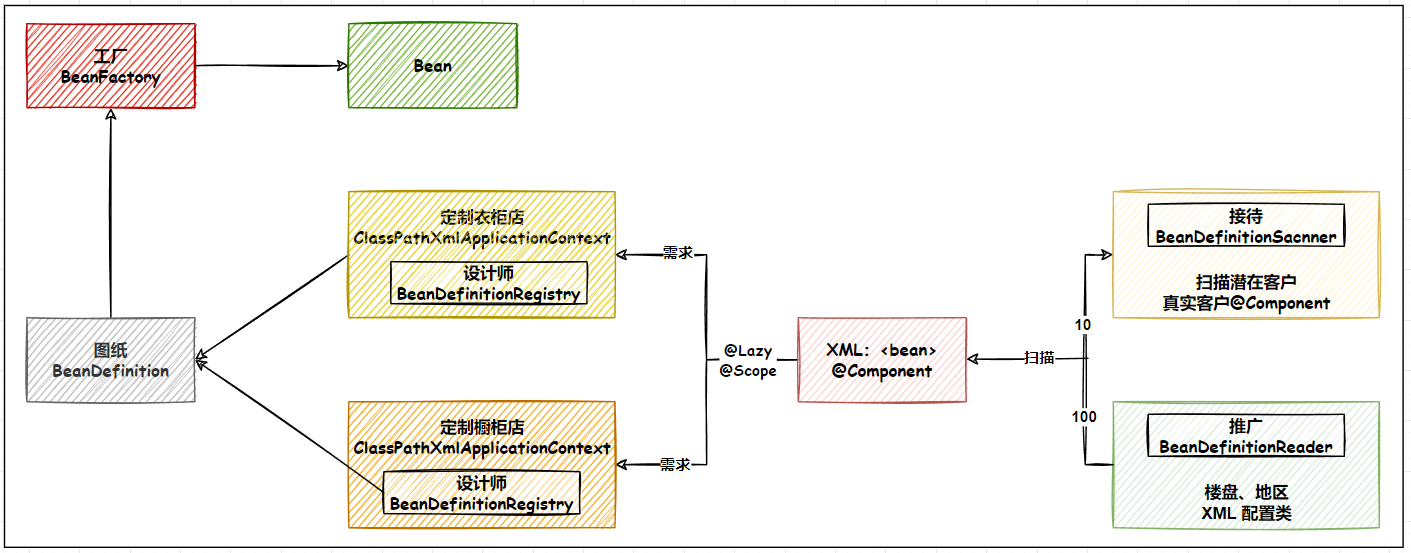 工厂
BeanFactory
Bean
定制衣柜店
ClassPathXmlApplicationContext
设计师
BeanDefinitionRegistry
需求
接待
BeanDefinitionSacnner
扫描潜在客户
真实客户@Component
10
图纸
BeanDefinition
@Lazy
@Scope
XML：<bean>
@Component
扫描
100
定制橱柜店
ClassPathXmlApplicationContext
设计师
BeanDefinitionRegistry
需求
推广
BeanDefinitionReader
楼盘、地区
XML 配置类